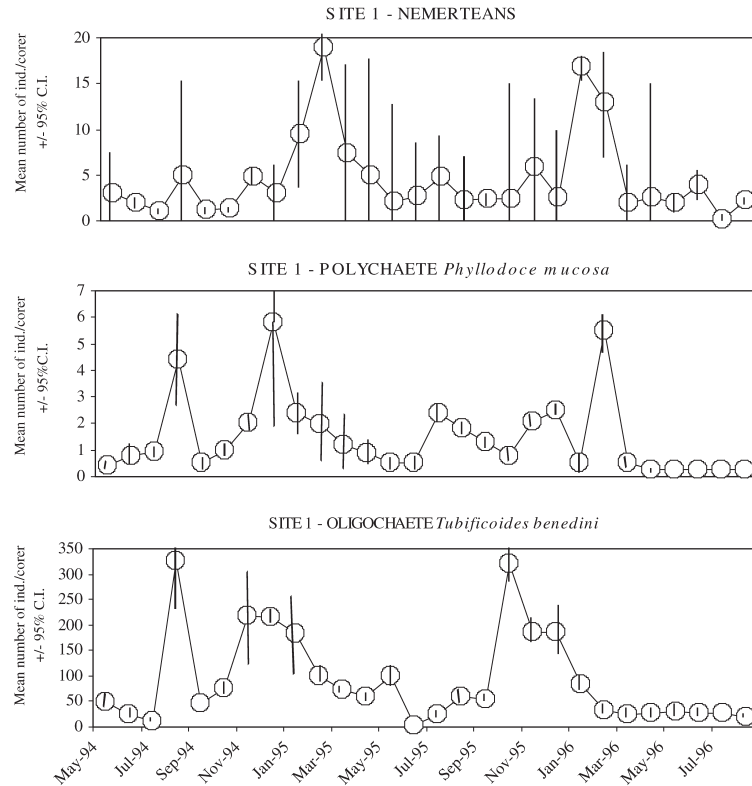 SITE 1 - NEMERTEANS
Mean number of ind./corer
+/- 95% C.I.
20
15
10
5
0
SITE 1 - POLYCHAETE Phyllodoce mucosa
Mean number of ind./corer
+/- 95%C.I.
7
6
5
4
3
2
1
0
SITE 1 - OLIGOCHAETE Tubificoides benedini
Mean number of ind./corer
+/- 95% C.I.
350
300
250
200
150
100
50
0
May-94
Jul-94
Sep-94
Nov-94
Jan-95
Mar-95
May-95
Jul-95
Sep-95
Nov-95
Jan-96
Mar-96
May-96
Jul-96